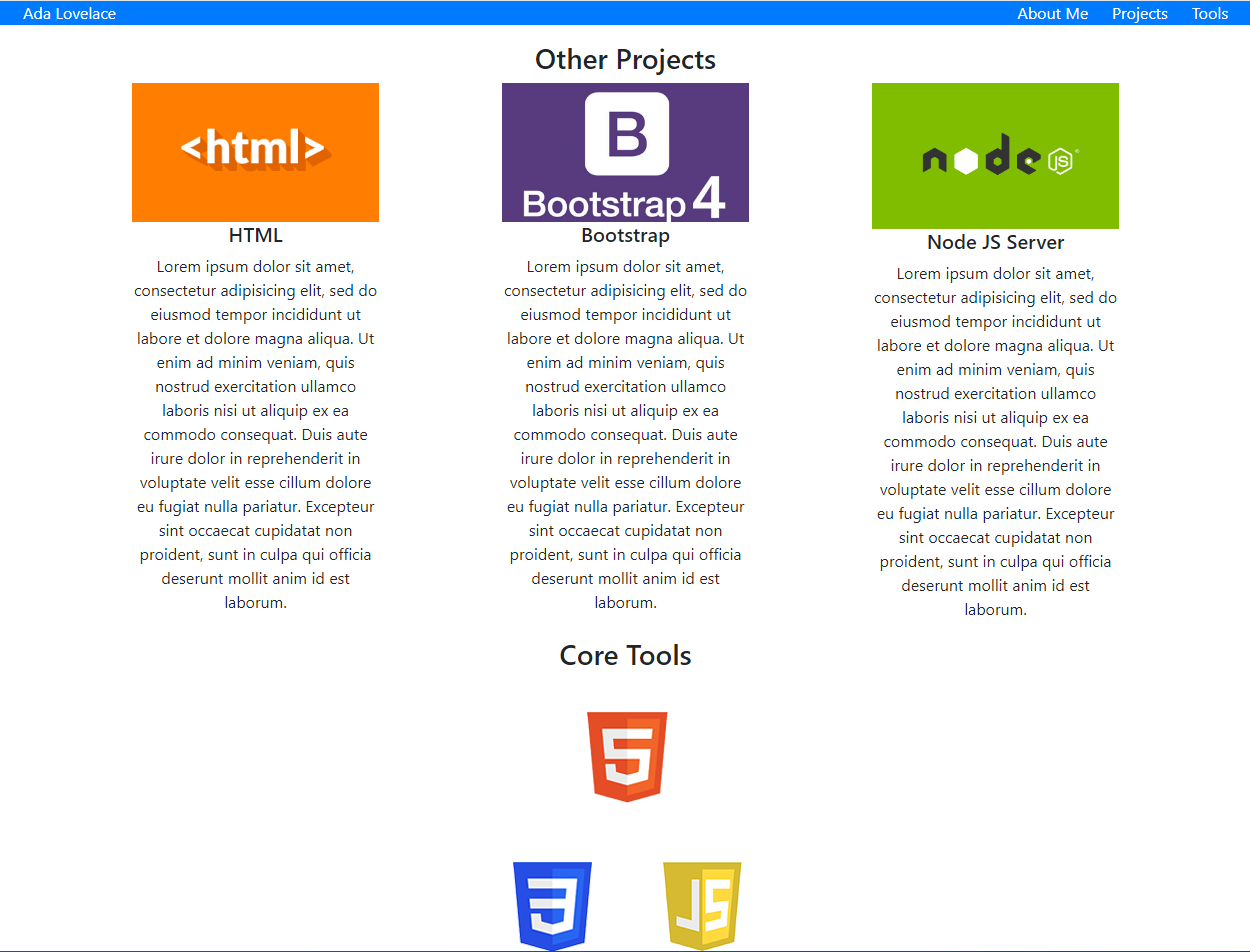 Ada Lovelace
About Me Projects Tools
Other Projects
<html>
HTML
Lorem ipsum dolor sit amet,
consectetur adipisicing elit, sed do
eiusmod tempor incididunt ut
labore et dolore magna aliqua. Ut
enim ad minim veniam, quis
nostrud exercitation ullamco
laboris nisi ut aliquip ex ea
commodo consequat. Duis aute
irure dolor in reprehenderit in
voluptate velit esse cillum dolore
eu fugiat nulla pariatur. Excepteur
sint occaecat cupidatat non
proident, sunt in culpa qui officia
deserunt mollit anim id est
laborum.
B
Bootstrap 4
Bootstrap
Lorem ipsum dolor sit amet,
consectetur adipisicing elit, sed do
eiusmod tempor incididunt ut
labore et dolore magna aliqua. Ut
enim ad minim veniam, quis
nostrud exercitation ullamco
laboris nisi ut aliquip ex ea
commodo consequat. Duis aute
irure dolor in reprehenderit in
voluptate velit esse cillum dolore
eu fugiat nulla pariatur. Excepteur
sint occaecat cupidatat non
proident, sunt in culpa qui officia
deserunt mollit anim id est
laborum.
node JS ®
Node JS Server
Lorem ipsum dolor sit amet,
consectetur adipisicing elit, sed do
eiusmod tempor incididunt ut
labore et dolore magna aliqua. Ut
enim ad minim veniam, quis
nostrud exercitation ullamco
laboris nisi ut aliquip ex ea
commodo consequat. Duis aute
irure dolor in reprehenderit in
voluptate velit esse cillum dolore
eu fugiat nulla pariatur. Excepteur
sint occaecat cupidatat non
proident, sunt in culpa qui officia
deserunt mollit anim id est
laborum.
Core Tools
5
3 JS